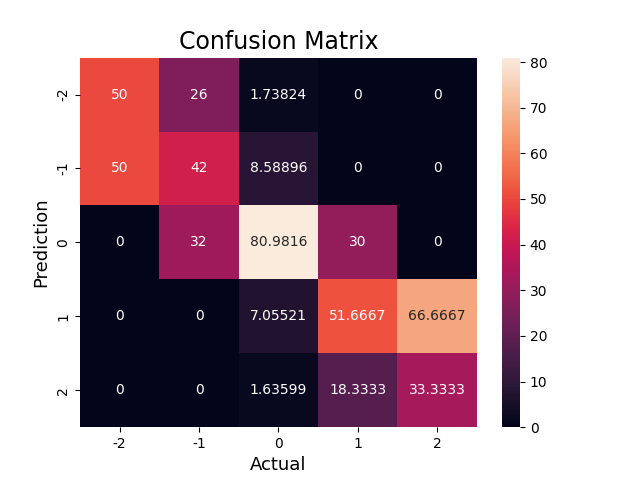 Confusion Matrix
80
-2 50 26 1.73824 0 0
70
60
-1 50 42 8.58896 0 0
50
Prediction
0 0 32 80.9816 30 0
40
30
1 0 0 7.05521 51.6667 66.6667
20
2 0 0 1.63599 18.3333 33.3333
10
0
-2 -1 0 1 2
Actual